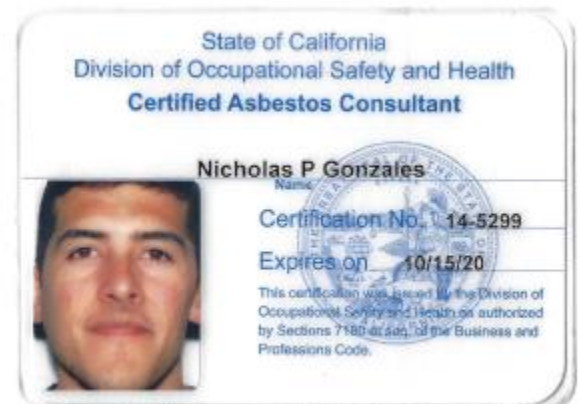 State of California
Division of Occupational Safety and Health
Certified Asbestos Consultant
Nicholas P Gonzales
Name
Certification No. 14-5299
Expires on 10/15/20
This certification was issued by the Division of
Occupational Safety and Health as authorized
by Sections 7180 et seq. of the Business and
Professions Code.